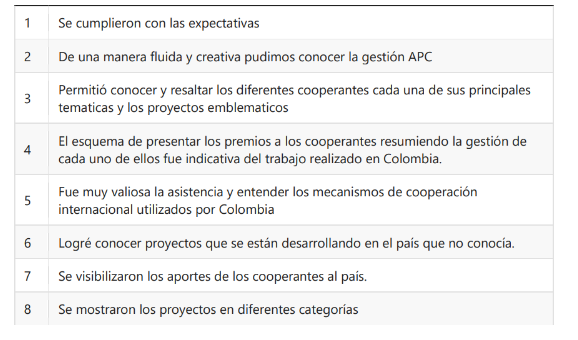 1 Se cumplieron con las expectativas
2 De una manera fluida y creativa pudimos conocer la gestión APC
3 Permitió conocer y resaltar los diferentes cooperantes cada una de sus principales
tematicas y los proyectos emblematicos
4 El esquema de presentar los premios a los cooperantes resumiendo la gestión de
cada uno de ellos fue indicativa del trabajo realizado en Colombia.
5 Fue muy valiosa la asistencia y entender los mecanismos de cooperación
internacional utilizados por Colombia
6 Logré conocer proyectos que se están desarrollando en el país que no conocía.
7 Se visibilizaron los aportes de los cooperantes al país.
8 Se mostraron los proyectos en diferentes categorías